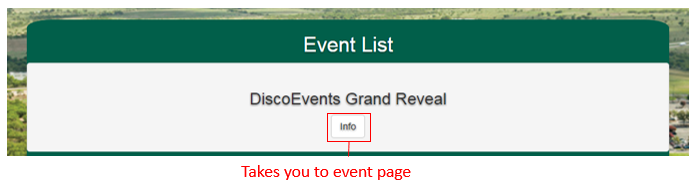 Event List
DiscoEvents Grand Reveal
Info
Takes you to event page